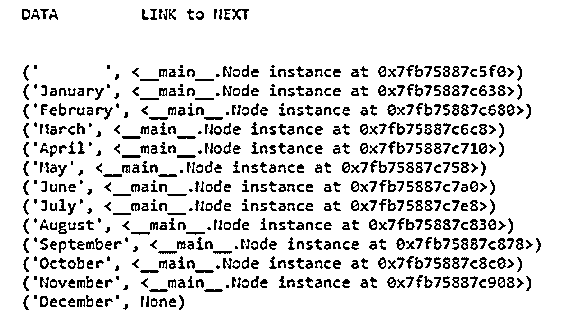 DATA          LINK to NEXT
('        ', <__main__.Node instance at 0x7fb75887c5f0>)
('January', <__main__.Node instance at 0x7fb75887c638>)
('February', <__main__.Node instance at 0x7fb75887c680>)
('March', <__main__.Node instance at 0x7fb75887c6c8>)
('April', <__main__.Node instance at 0x7fb75887c710>)
('May', <__main__.Node instance at 0x7fb75887c758>)
('June', <__main__.Node instance at 0x7fb75887c7a0>)
('July', <__main__.Node instance at 0x7fb75887c7e8>)
('August', <__main__.Node instance at 0x7fb75887c830>)
('September', <__main__.Node instance at 0x7fb75887c878>)
('October', <__main__.Node instance at 0x7fb75887c8c0>)
('November', <__main__.Node instance at 0x7fb75887c908>)
('December', None)